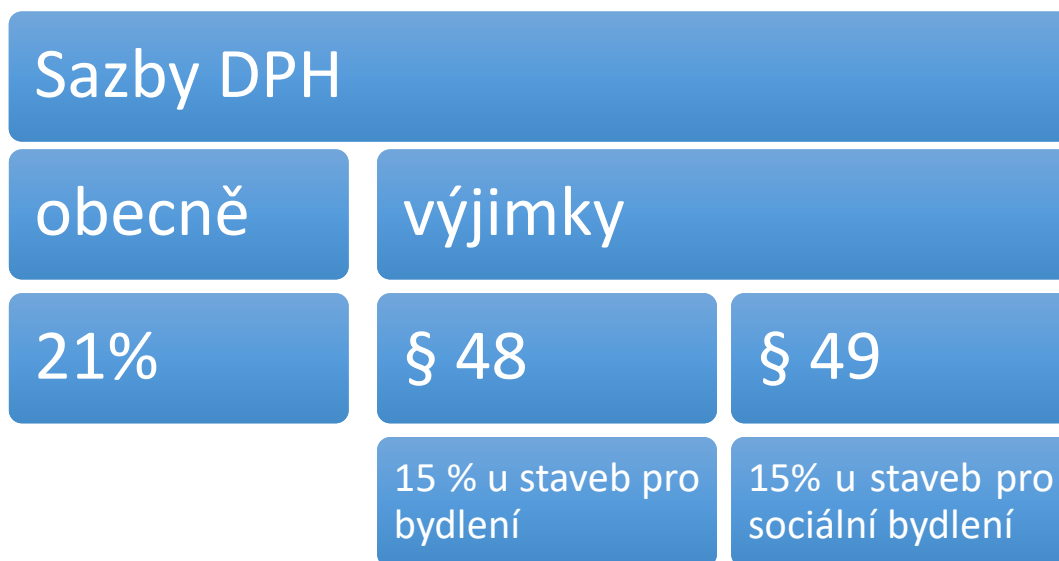 Sazby DPH
obecně
výjimky
21%
§ 48
§ 49
15 % u staveb pro
bydlení
15% u staveb pro
sociální bydlení